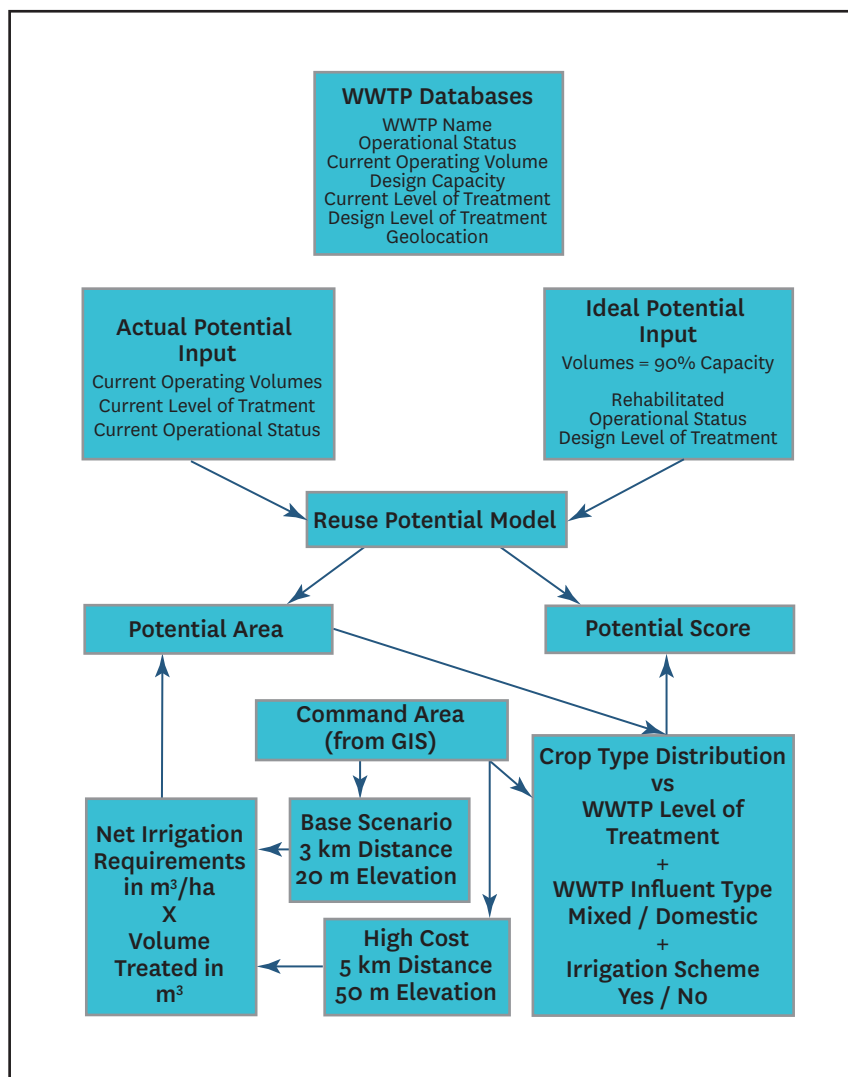 WWTP Databases
WWTP Name
Operational Status
Current Operating Volume
Design Capacity
Current Level of Treatment
Design Level of Treatment
Geolocation
Actual Potential
Input
Current Operating Volumes
Current Level of Tratment
Current Operational Status
Ideal Potential
Input
Volumes = 90% Capacity
Rehabilitated
Operational Status
Design Level of Treatment
Reuse Potential Model
Potential Area
Potential Score
Command Area
(from GIS)
Net Irrigation
Requirements
in m³/ha
X
Volume
Treated in
m³
Base Scenario
3 km Distance
20 m Elevation
High Cost
5 km Distance
50 m Elevation
Crop Type Distribution
vs
WWTP Level of
Treatment
+
WWTP Influent Type
Mixed / Domestic
+
Irrigation Scheme
Yes / No